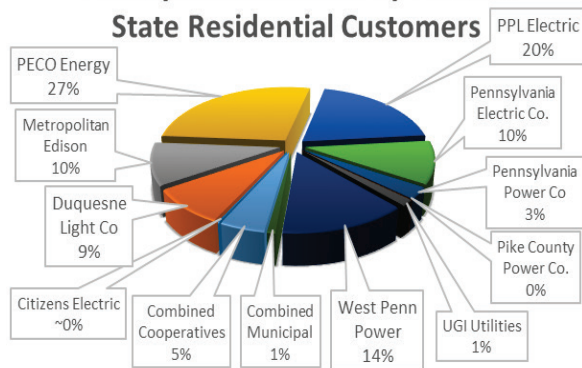 State Residential Customers
PPL Electric
20%
PECO Energy
27%
Pennsylvania
Electric Co.
10%
Metropolitan
Edison
10%
Pennsylvania
Power Co
3%
Duquesne
Light Co
9%
Pike County
Power Co.
0%
Citizens Electric
~0%
Combined
Cooperatives
5%
Combined
Municipal
1%
West Penn
Power
14%
UGI Utilities
1%